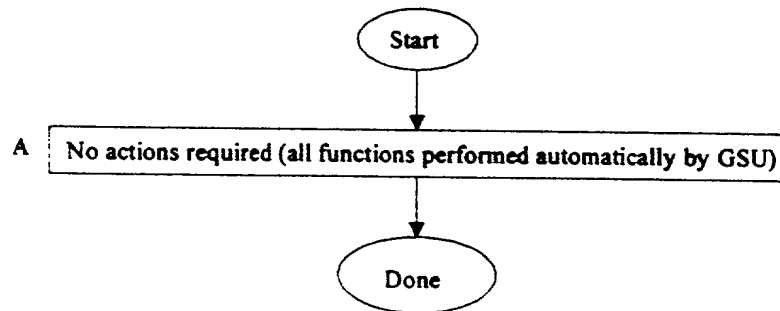 Start
A
No actions required (all functions performed automatically by GSU)
Done